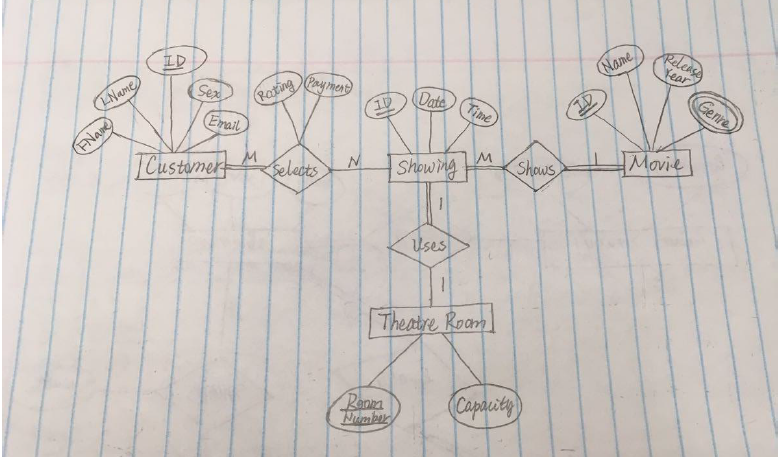 ID
LName
Sex
FName
Email
Rating
Payment
ID
Date
Time
Name
Release
Year
ID
Genre
Customer
M
Selects
N
Showing
M
Shows
1
Movie
1
Uses
1
Theatre Room
Room
Number
Capacity